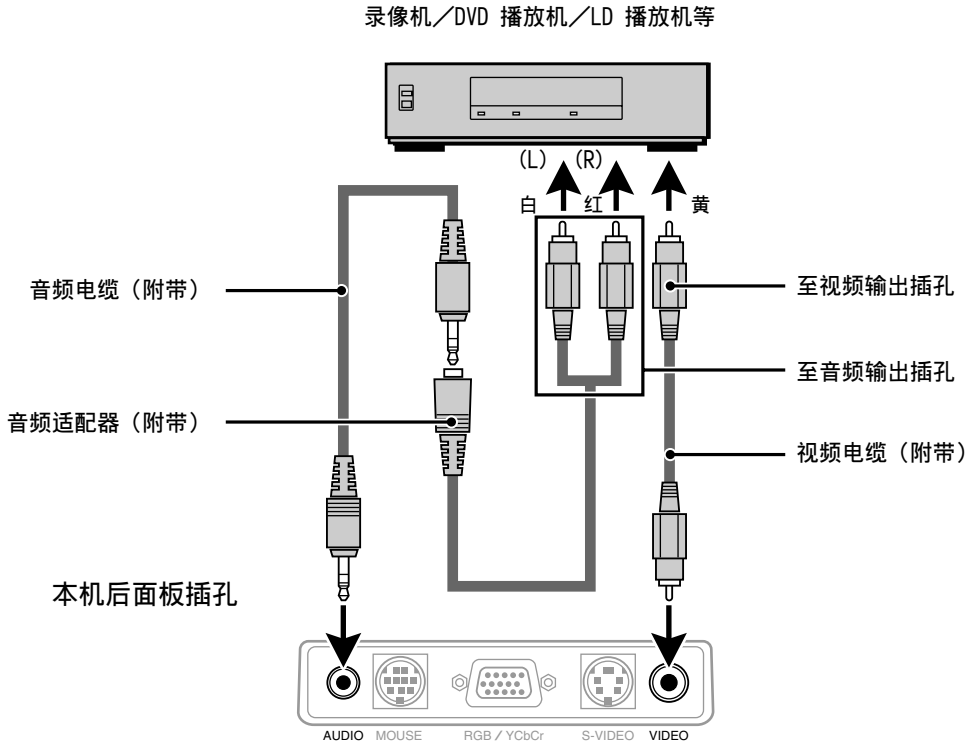 录像机／DVD 播放机／LD 播放机等
(L) (R)
白 红 黄
音频电缆（附带）
至视频输出插孔
至音频输出插孔
音频适配器（附带）
视频电缆（附带）
本机后面板插孔
AUDIO MOUSE RGB / YCbCr S-VIDEO VIDEO